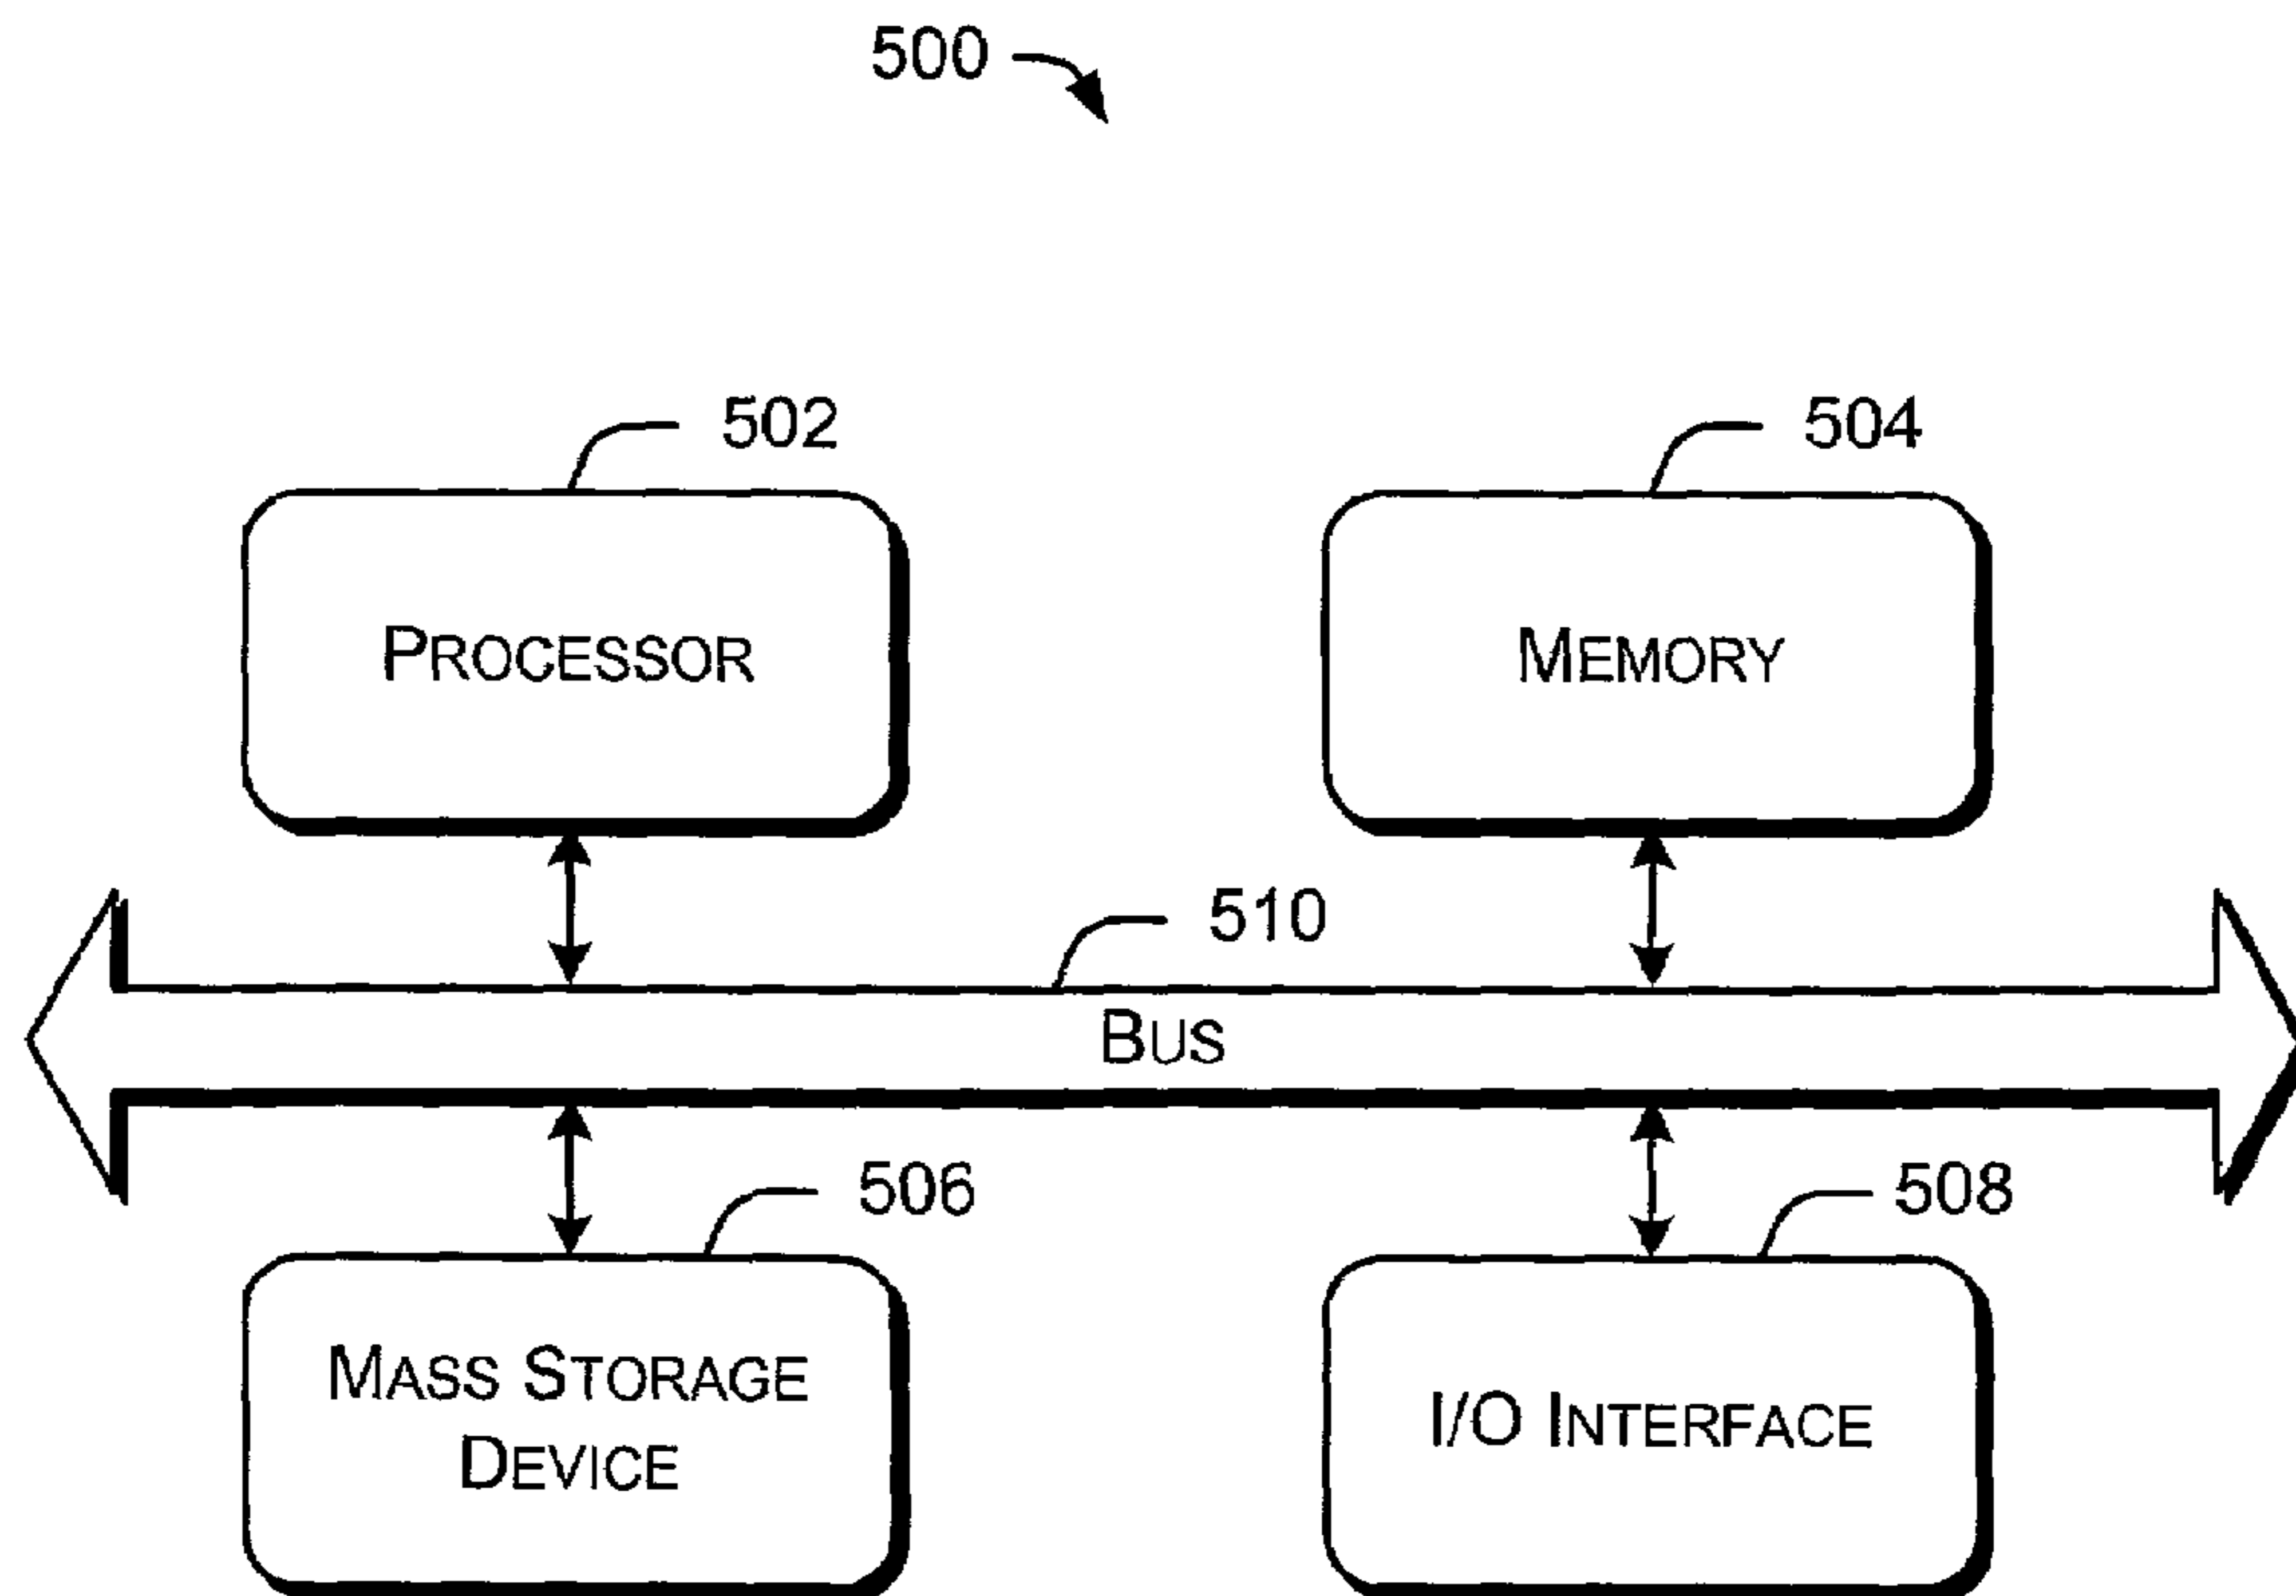 500
502
504
PROCESSOR
MEMORY
510
BUS
506
508
MASS STORAGE
DEVICE
I/O INTERFACE